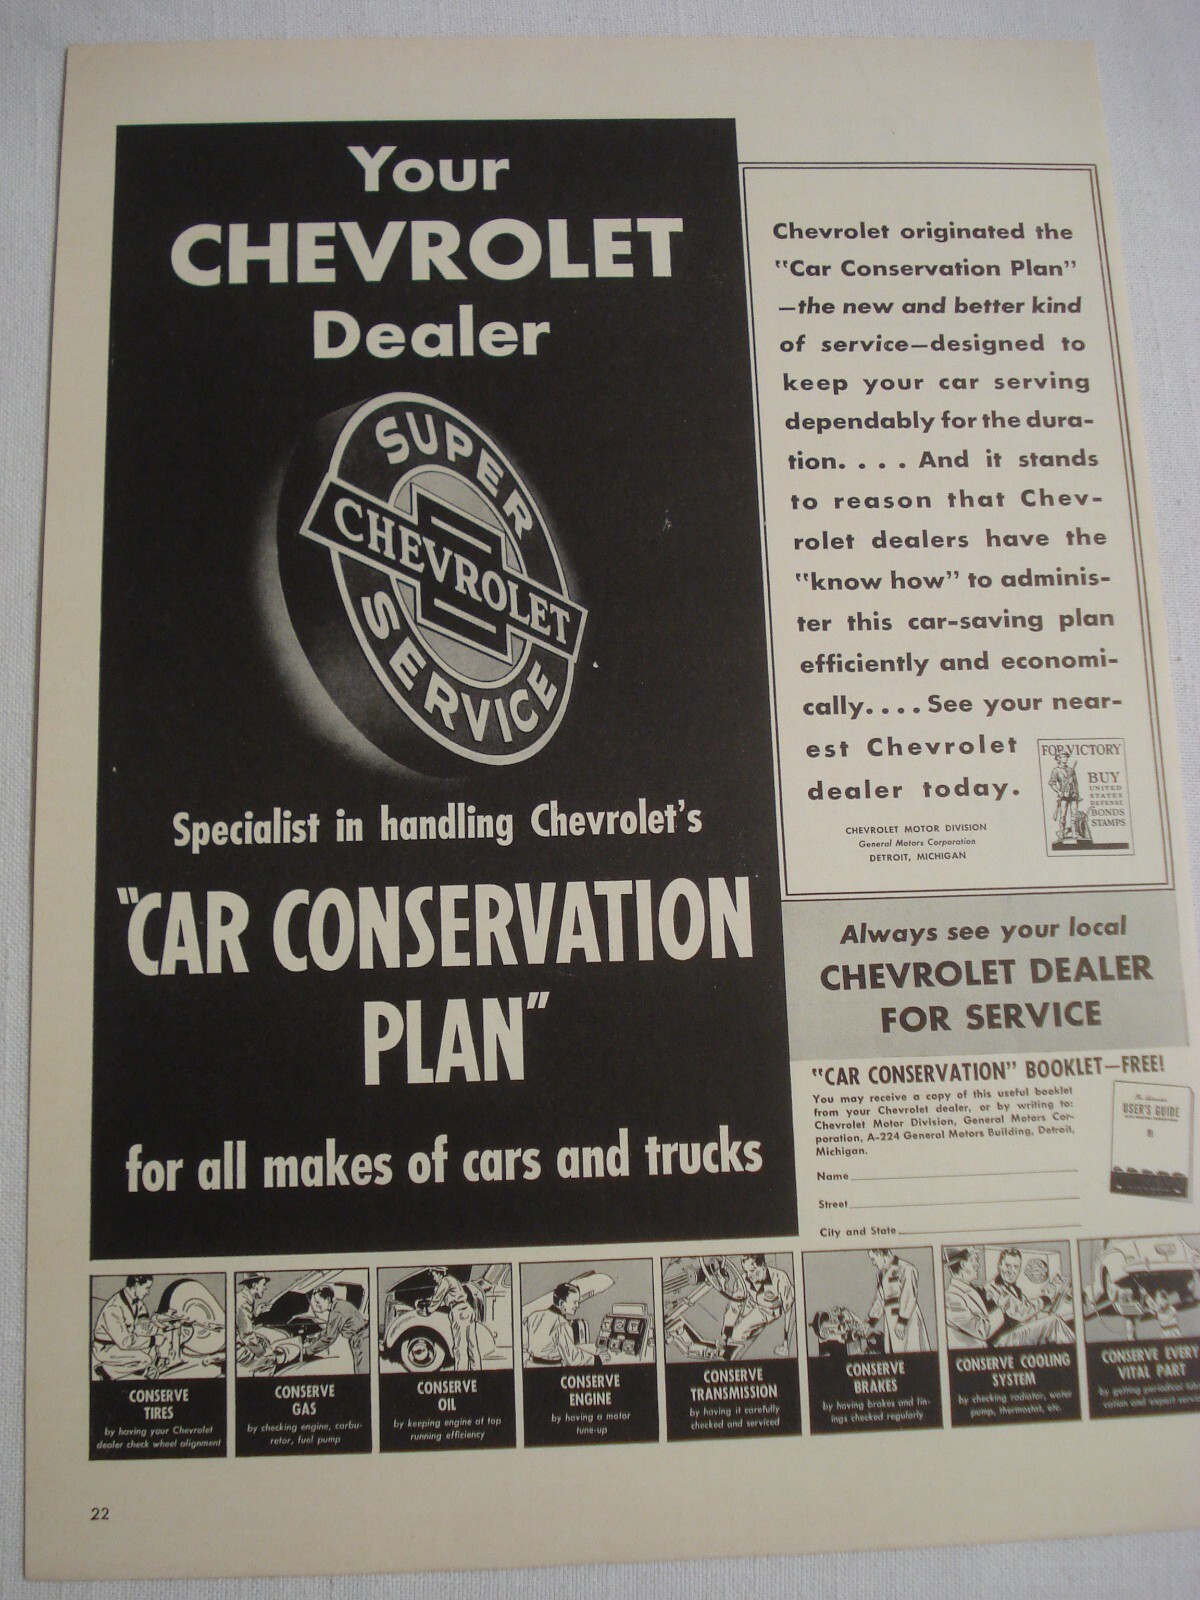 Your
CHEVROLET
Dealer
SUPER
CHEVROLET
SERVICE
Specialist in handling Chevrolet's
"CAR CONSERVATION
PLAN"
for all makes of cars and trucks
Chevrolet originated the
"Car Conservation Plan"
—the new and better kind
of service—designed to
keep your car serving
dependably for the dura-
tion. . . . And it stands
to reason that Chev-
rolet dealers have the
"know how" to adminis-
ter this car-saving plan
efficiently and economi-
cally. . . . See your near-
est Chevrolet
dealer today.
CHEVROLET MOTOR DIVISION
General Motors Corporation
DETROIT, MICHIGAN
FOR VICTORY
BUY
UNITED
STATES
DEFENSE
BONDS
STAMPS
Always see your local
CHEVROLET DEALER
FOR SERVICE
"CAR CONSERVATION" BOOKLET—FREE!
You may receive a copy of this useful booklet
from your Chevrolet dealer, or by writing to:
Chevrolet Motor Division, General Motors Cor-
poration, A-224 General Motors Building, Detroit,
Michigan.
Name
Street
City and State
USER'S GUIDE
CONSERVE
TIRES
by having your Chevrolet
dealer check wheel alignment
CONSERVE
GAS
by checking engine, carbu-
retor, fuel pump
CONSERVE
OIL
by keeping engine at top
running efficiency
CONSERVE
ENGINE
by having a motor
tune-up
CONSERVE
TRANSMISSION
by having it carefully
checked and serviced
CONSERVE
BRAKES
by having brakes and lin-
ings checked regularly
CONSERVE COOLING
SYSTEM
by checking radiator, water
pump, thermostat, etc.
CONSERVE EVERY
VITAL PART
by getting periodical
cation and expert
22